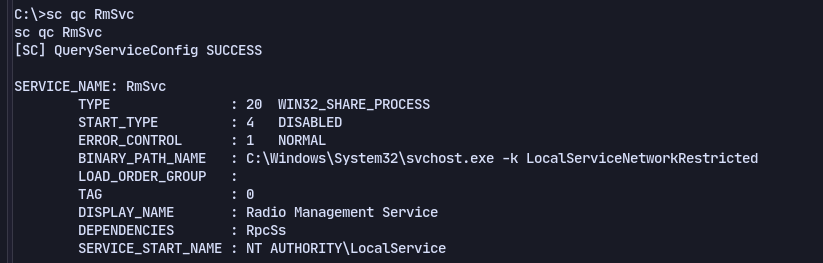 C:\>sc qc RmSvc
sc qc RmSvc
[SC] QueryServiceConfig SUCCESS

SERVICE_NAME: RmSvc
        TYPE               : 20  WIN32_SHARE_PROCESS
        START_TYPE         : 4   DISABLED
        ERROR_CONTROL      : 1   NORMAL
        BINARY_PATH_NAME   : C:\Windows\System32\svchost.exe -k LocalServiceNetworkRestricted
        LOAD_ORDER_GROUP   :
        TAG                : 0
        DISPLAY_NAME       : Radio Management Service
        DEPENDENCIES       : RpcSs
        SERVICE_START_NAME : NT AUTHORITY\LocalService